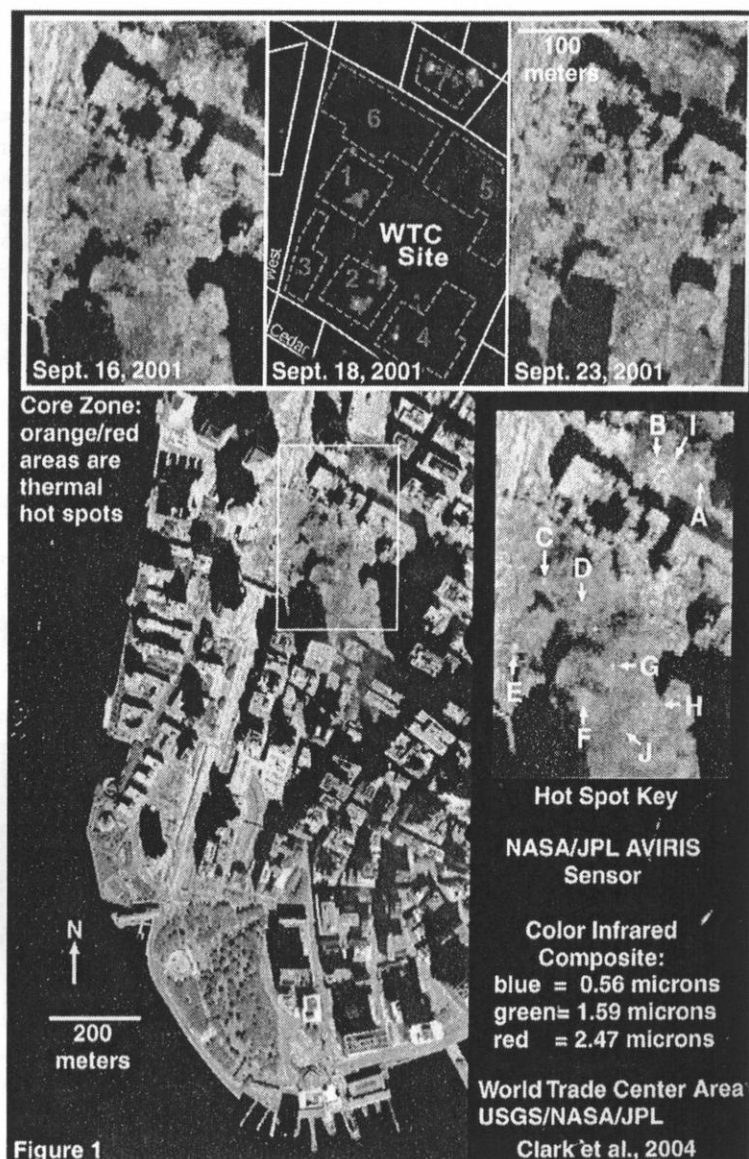 100
meters
7
6
1
5
WTC
Site
3
2
4
West
Cedar
Sept. 16, 2001
Sept. 18, 2001
Sept. 23, 2001
Core Zone:
orange/red
areas are
thermal
hot spots
B I
A
C
D
G
E
H
F
J
Hot Spot Key
NASA/JPL AVIRIS
Sensor
N
Color Infrared
Composite:
blue = 0.56 microns
green= 1.59 microns
red = 2.47 microns
200
meters
World Trade Center Area
USGS/NASA/JPL
Figure 1
Clark et al., 2004